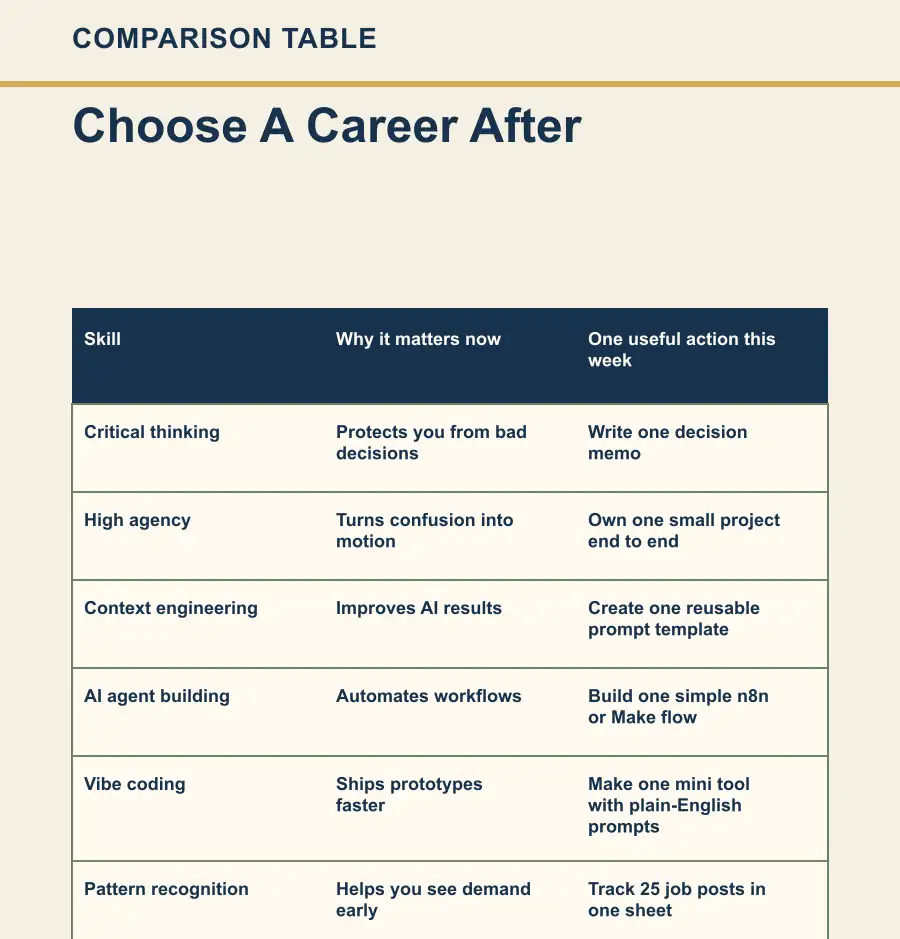 COMPARISON TABLE
Choose A Career After
Skill
Why it matters now
One useful action this
week
Critical thinking
Protects you from bad
decisions
Write one decision
memo
High agency
Turns confusion into
motion
Own one small project
end to end
Context engineering
Improves AI results
Create one reusable
prompt template
AI agent building
Automates workflows
Build one simple n8n
or Make flow
Vibe coding
Ships prototypes
faster
Make one mini tool
with plain-English
prompts
Pattern recognition
Helps you see demand
early
Track 25 job posts in
one sheet